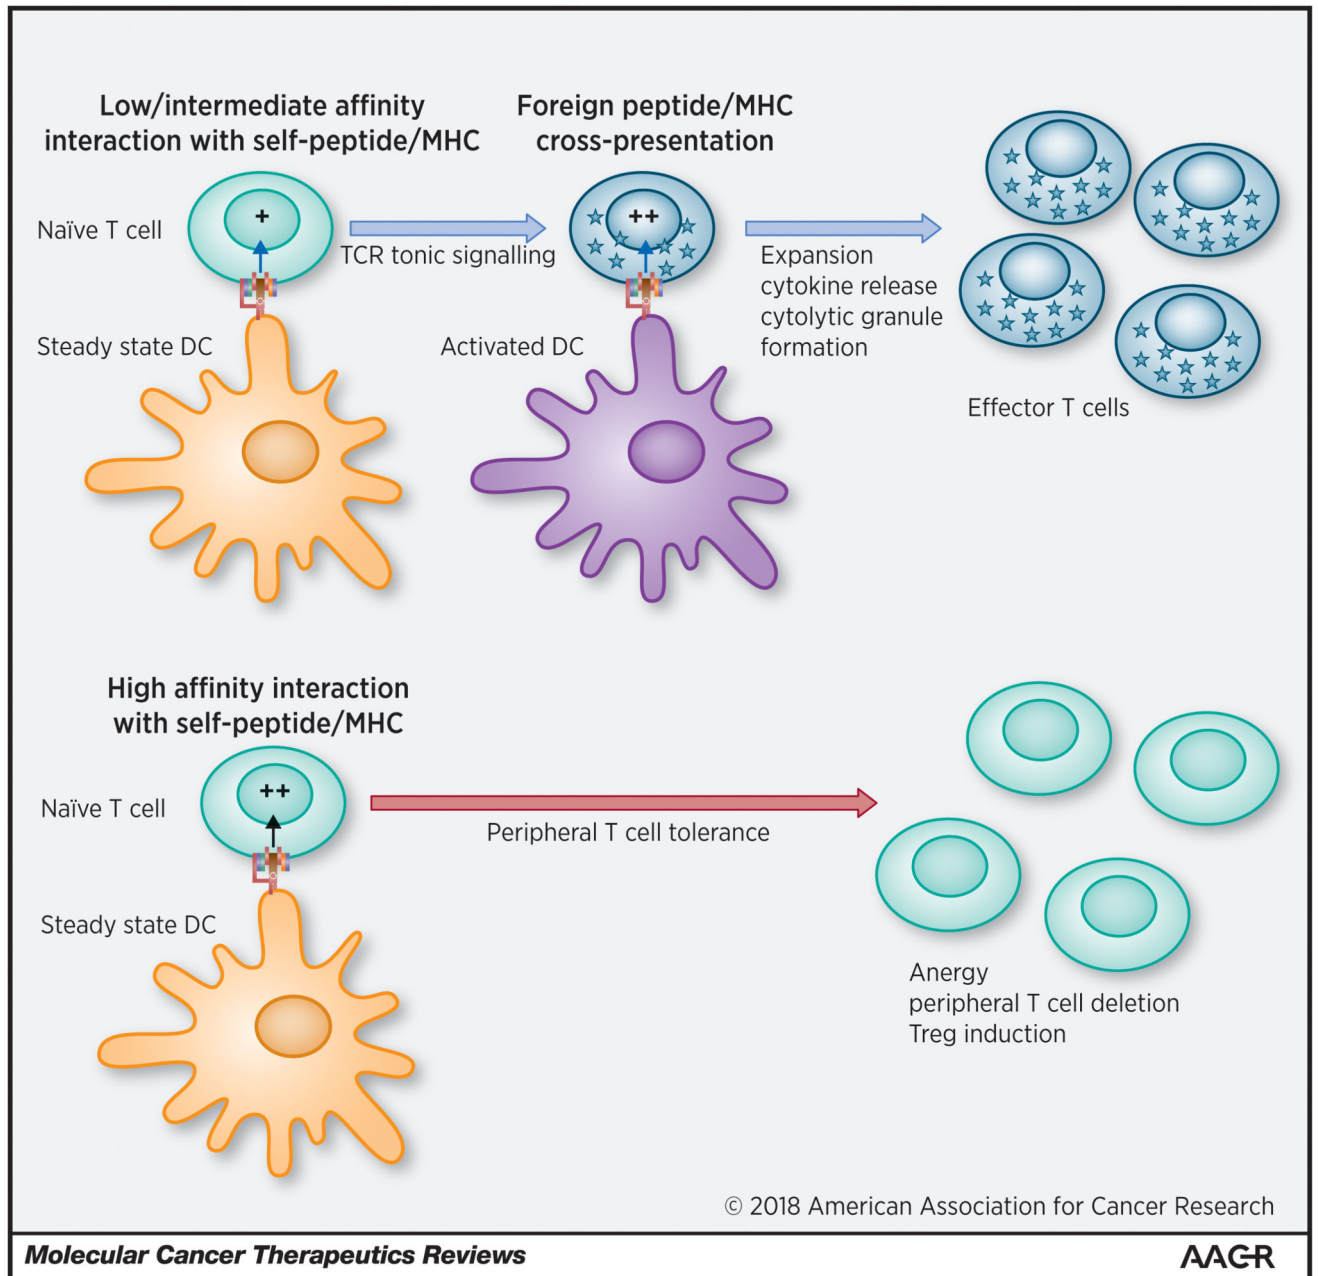 Low/intermediate affinity
interaction with self-peptide/MHC
Foreign peptide/MHC
cross-presentation
Naïve T cell
+
++
TCR tonic signalling
Expansion
cytokine release
cytolytic granule
formation
Steady state DC
Activated DC
Effector T cells
High affinity interaction
with self-peptide/MHC
Naïve T cell
++
Peripheral T cell tolerance
Steady state DC
Anergy
peripheral T cell deletion
Treg induction
© 2018 American Association for Cancer Research
Molecular Cancer Therapeutics Reviews
AACR